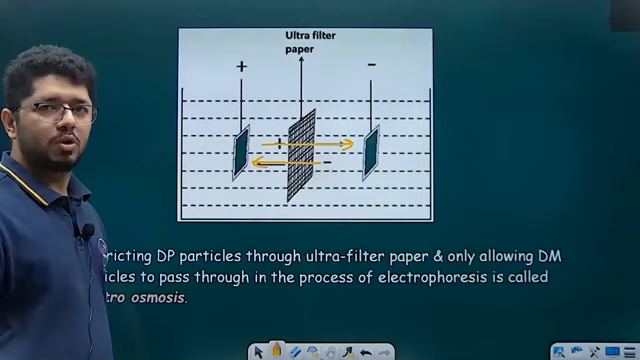 Ultra filter
paper
+ −
+
−
ricting DP particles through ultra-filter paper & only allowing DM
icles to pass through in the process of electrophoresis is called
tro osmosis.